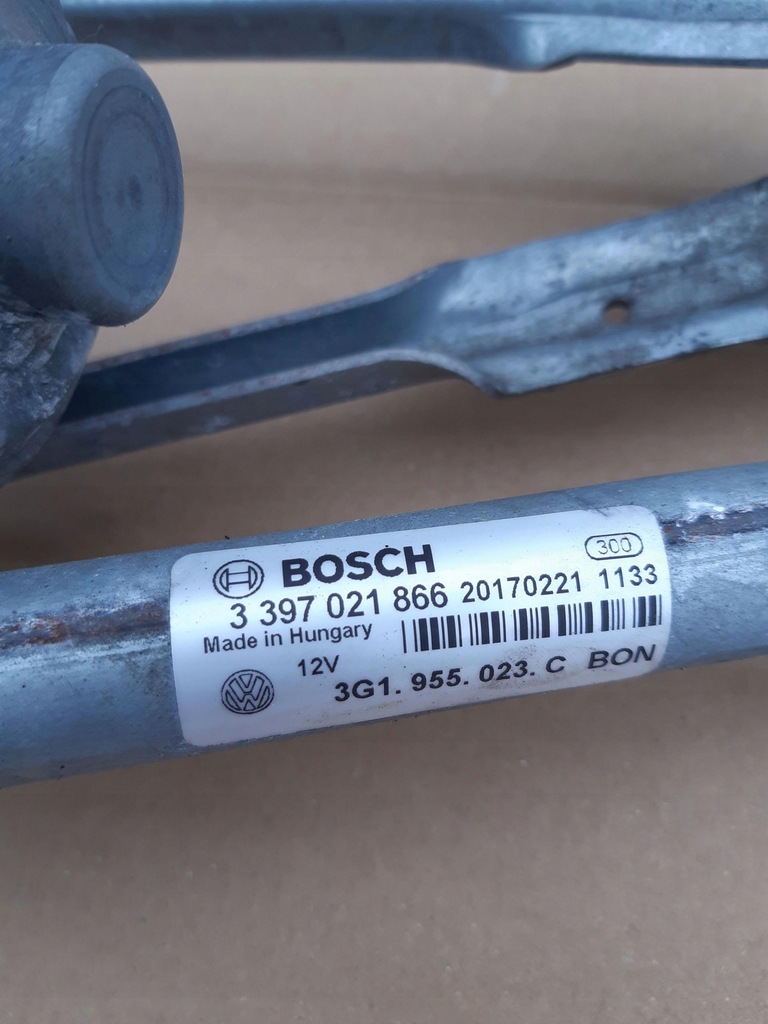 BOSCH 300
3 397 021 866 20170221 1133
Made in Hungary
12V
3G1. 955. 023. C BON